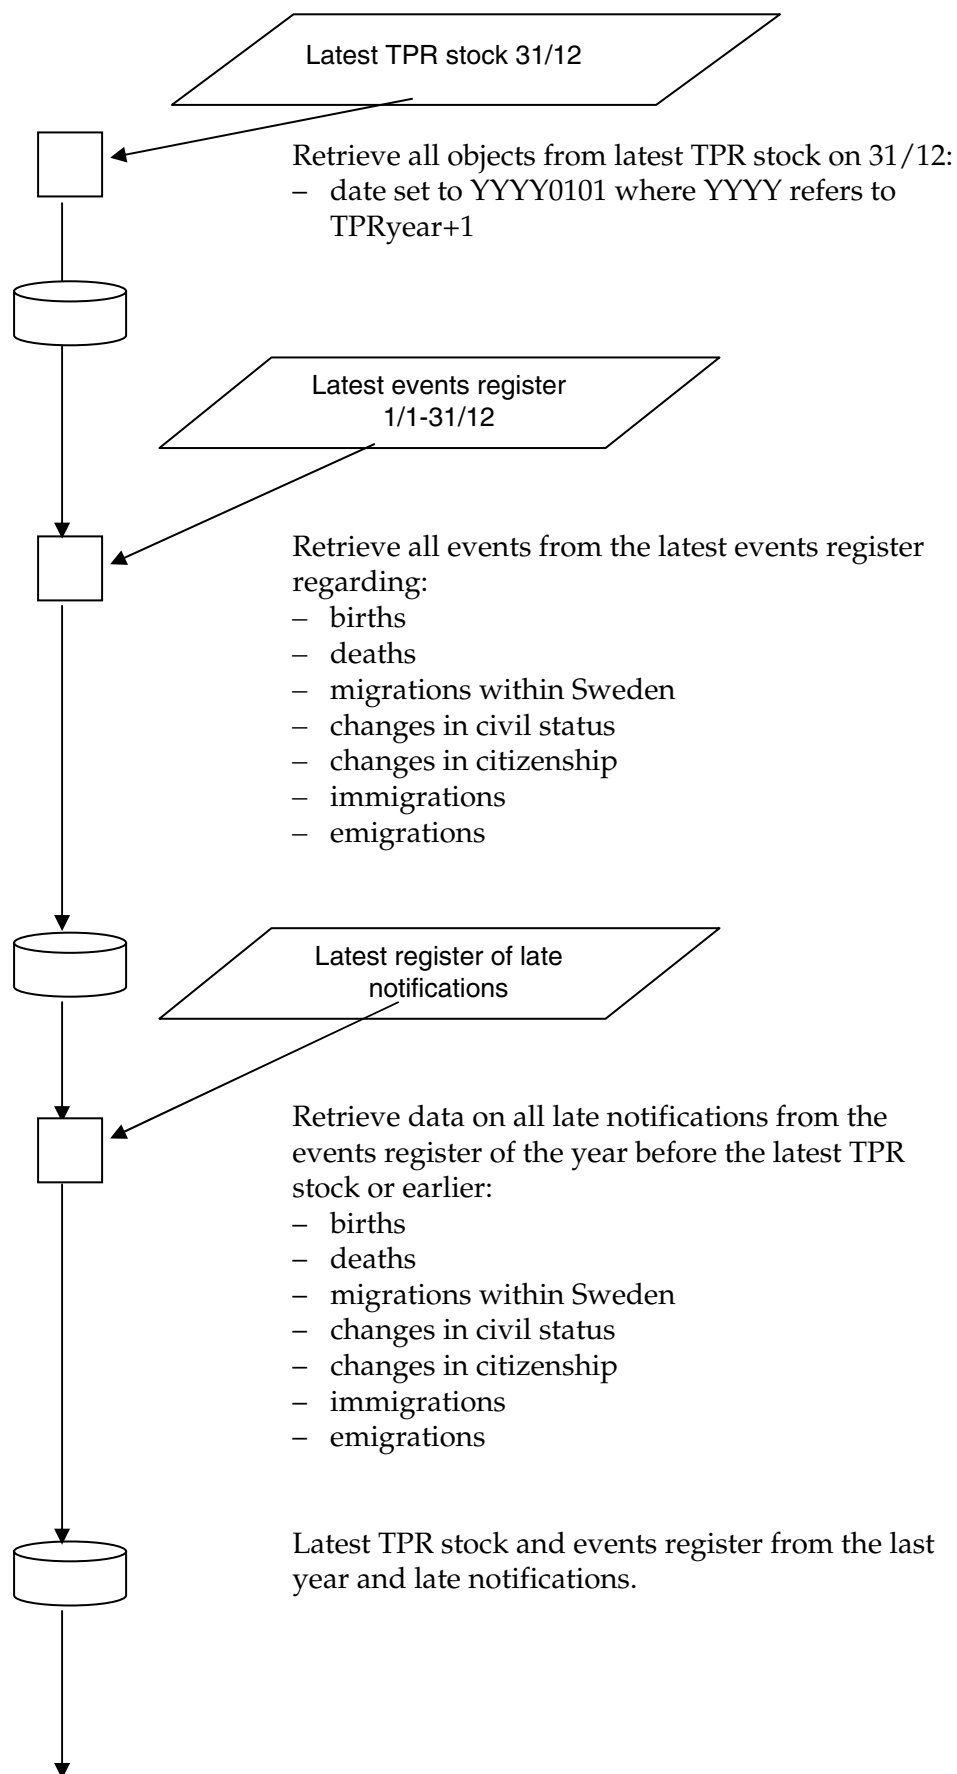 Latest TPR stock 31/12
Retrieve all objects from latest TPR stock on 31/12:
– date set to YYYY0101 where YYYY refers to
TPRyear+1
Latest events register
1/1-31/12
Retrieve all events from the latest events register
regarding:
– births
– deaths
– migrations within Sweden
– changes in civil status
– changes in citizenship
– immigrations
– emigrations
Latest register of late
notifications
Retrieve data on all late notifications from the
events register of the year before the latest TPR
stock or earlier:
– births
– deaths
– migrations within Sweden
– changes in civil status
– changes in citizenship
– immigrations
– emigrations
Latest TPR stock and events register from the last
year and late notifications.